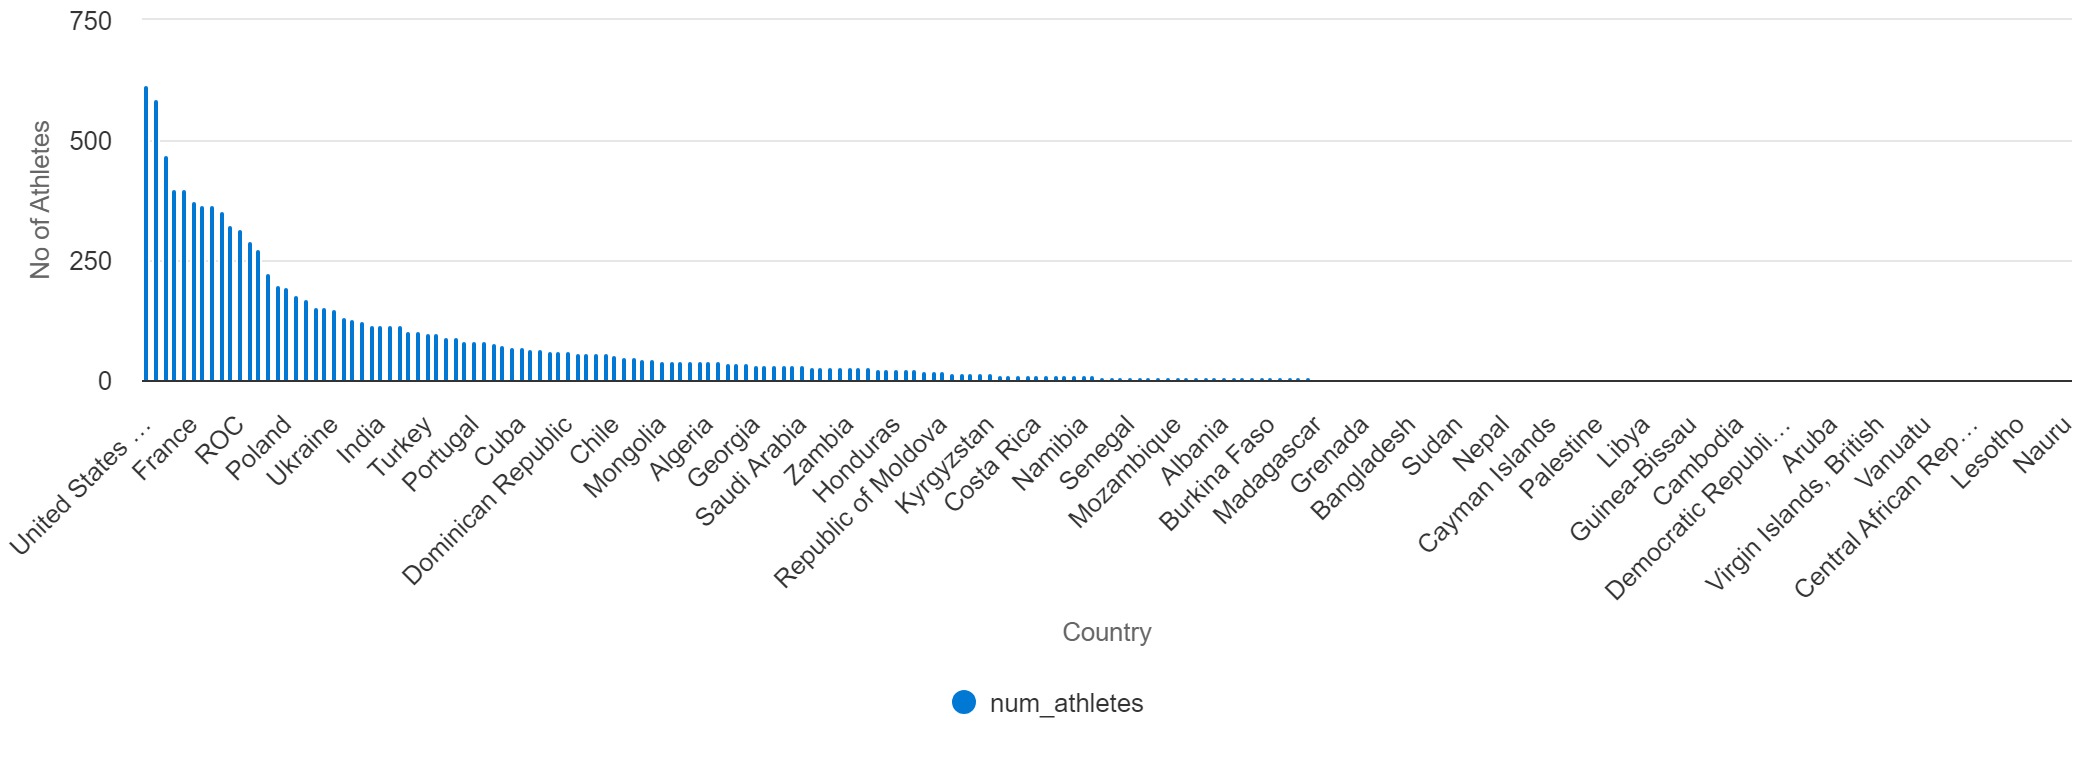 750
500
250
0
No of Athletes
United States …
France
ROC
Poland
Ukraine
India
Turkey
Portugal
Cuba
Dominican Republic
Chile
Mongolia
Algeria
Georgia
Saudi Arabia
Zambia
Honduras
Republic of Moldova
Kyrgyzstan
Costa Rica
Namibia
Senegal
Mozambique
Albania
Burkina Faso
Madagascar
Grenada
Bangladesh
Sudan
Nepal
Cayman Islands
Palestine
Libya
Guinea-Bissau
Cambodia
Democratic Republi…
Aruba
Virgin Islands, British
Vanuatu
Central African Rep…
Lesotho
Nauru
Country
num_athletes